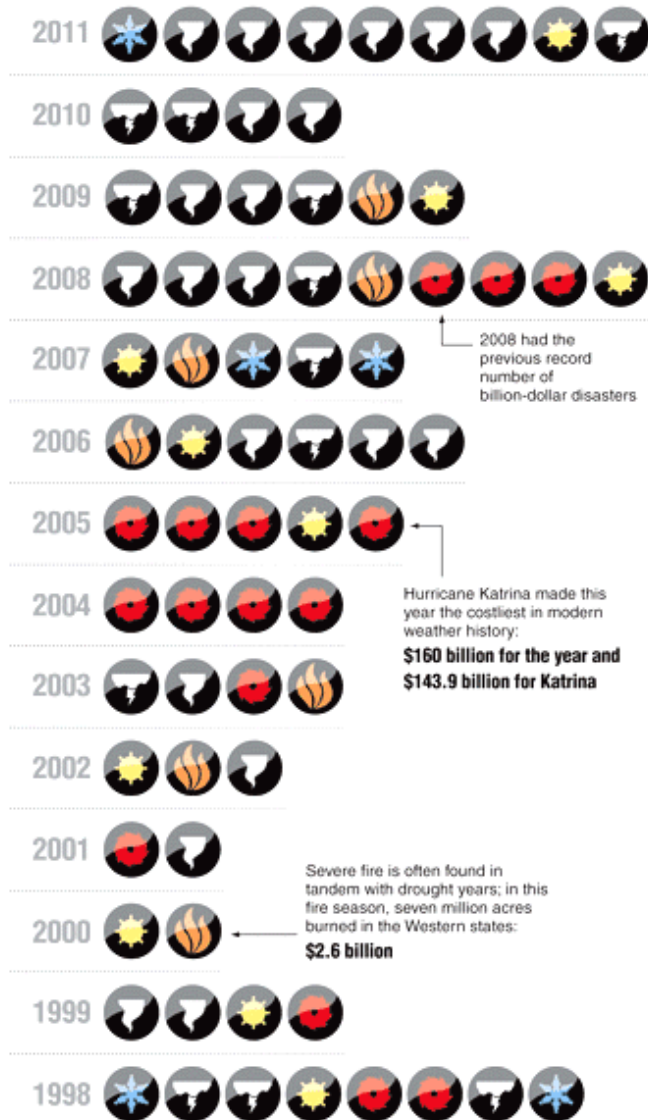 2011
2010
2009
2008
2008 had the
previous record
number of
billion-dollar disasters
2007
2006
2005
Hurricane Katrina made this
year the costliest in modern
weather history:
$160 billion for the year and
$143.9 billion for Katrina
2004
2003
2002
2001
Severe fire is often found in
tandem with drought years; in this
fire season, seven million acres
burned in the Western states:
$2.6 billion
2000
1999
1998